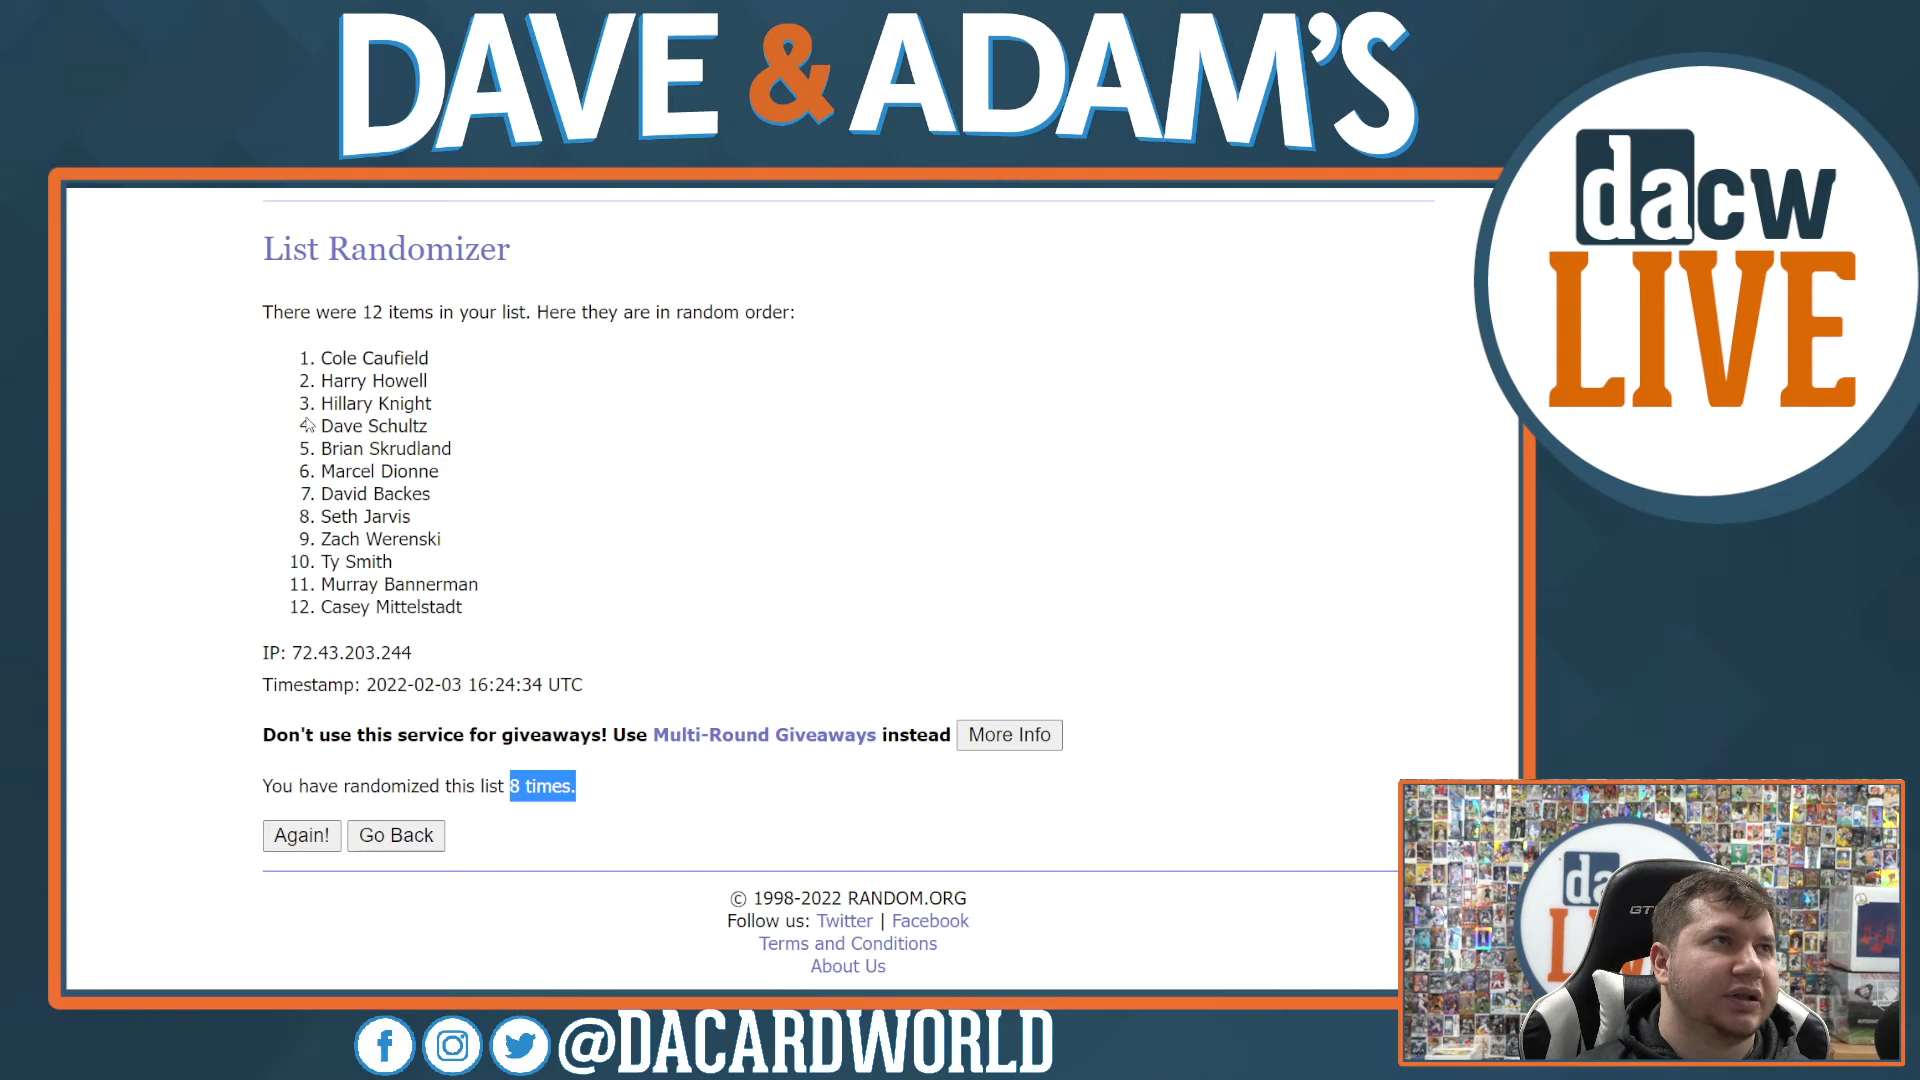 DAVE & ADAM'S
dacw
LIVE
List Randomizer
There were 12 items in your list. Here they are in random order:
1. Cole Caufield
2. Harry Howell
3. Hillary Knight
Dave Schultz
5. Brian Skrudland
6. Marcel Dionne
7. David Backes
8. Seth Jarvis
9. Zach Werenski
10. Ty Smith
11. Murray Bannerman
12. Casey Mittelstadt
IP: 72.43.203.244
Timestamp: 2022-02-03 16:24:34 UTC
Don't use this service for giveaways! Use Multi-Round Giveaways instead More Info
You have randomized this list 8 times.
Again! Go Back
© 1998-2022 RANDOM.ORG
Follow us: Twitter | Facebook
Terms and Conditions
About Us
@DACARDWORLD